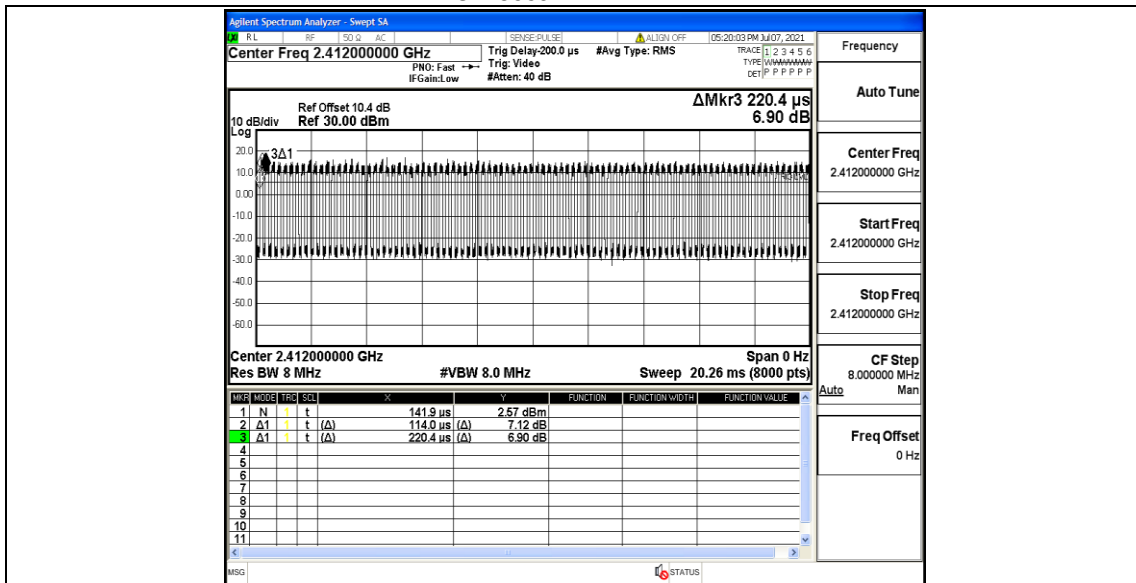 Agilent Spectrum Analyzer - Swept SA
RL RF 50 Ω AC SENSE:PULSE ALIGN OFF 05:20:03 PM Jul 07, 2021
Center Freq 2.412000000 GHz
PNO: Fast
IFGain:Low
Trig Delay-200.0 µs
Trig: Video
#Atten: 40 dB
#Avg Type: RMS
TRACE 1 2 3 4 5 6
TYPE
DET P P P P P P
Ref Offset 10.4 dB
Ref 30.00 dBm
10 dB/div
Log
ΔMkr3 220.4 µs
6.90 dB
3Δ1
20.0
10.0
0.00
-10.0
-20.0
-30.0
-40.0
-50.0
-60.0
Center 2.412000000 GHz Span 0 Hz
Res BW 8 MHz #VBW 8.0 MHz Sweep 20.26 ms (8000 pts)
MKR MODE TRC SCL X Y FUNCTION FUNCTION WIDTH FUNCTION VALUE
1 N 1 t 141.9 µs 2.57 dBm
2 Δ1 1 t (Δ) 114.0 µs (Δ) 7.12 dB
3 Δ1 1 t (Δ) 220.4 µs (Δ) 6.90 dB
4
5
6
7
8
9
10
11
MSG STATUS
Frequency
Auto Tune
Center Freq
2.412000000 GHz
Start Freq
2.412000000 GHz
Stop Freq
2.412000000 GHz
CF Step
8.000000 MHz
Auto Man
Freq Offset
0 Hz